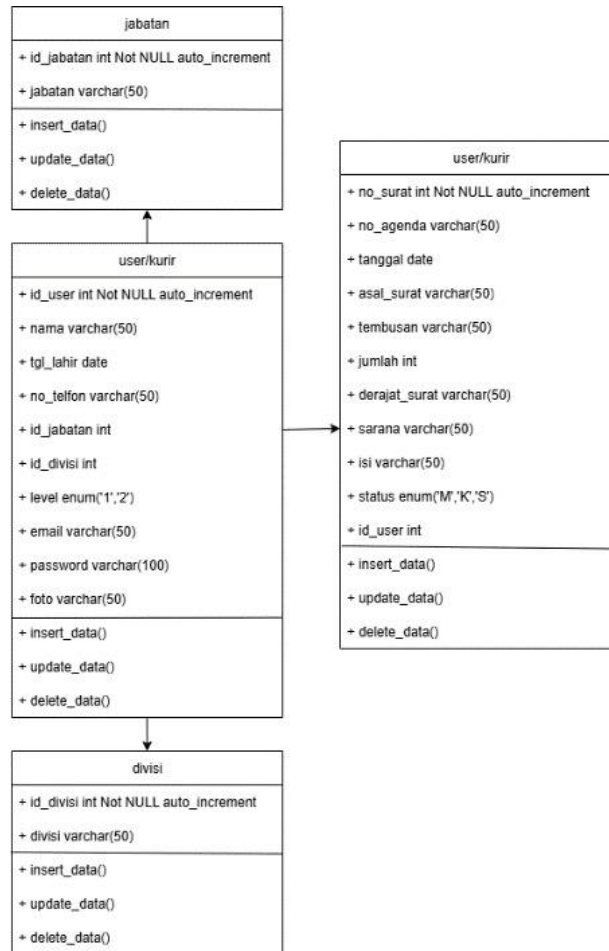 jabatan
+ id_jabatan int Not NULL auto_increment
+ jabatan varchar(50)
+ insert_data()
+ update_data()
+ delete_data()
user/kurir
+ id_user int Not NULL auto_increment
+ nama varchar(50)
+ tgl_lahir date
+ no_telfon varchar(50)
+ id_jabatan int
+ id_divisi int
+ level enum('1','2')
+ email varchar(50)
+ password varchar(100)
+ foto varchar(50)
+ insert_data()
+ update_data()
+ delete_data()
user/kurir
+ no_surat int Not NULL auto_increment
+ no_agenda varchar(50)
+ tanggal date
+ asal_surat varchar(50)
+ tembusan varchar(50)
+ jumlah int
+ derajat_surat varchar(50)
+ sarana varchar(50)
+ isi varchar(50)
+ status enum('M','K','S')
+ id_user int
+ insert_data()
+ update_data()
+ delete_data()
divisi
+ id_divisi int Not NULL auto_increment
+ divisi varchar(50)
+ insert_data()
+ update_data()
+ delete_data()